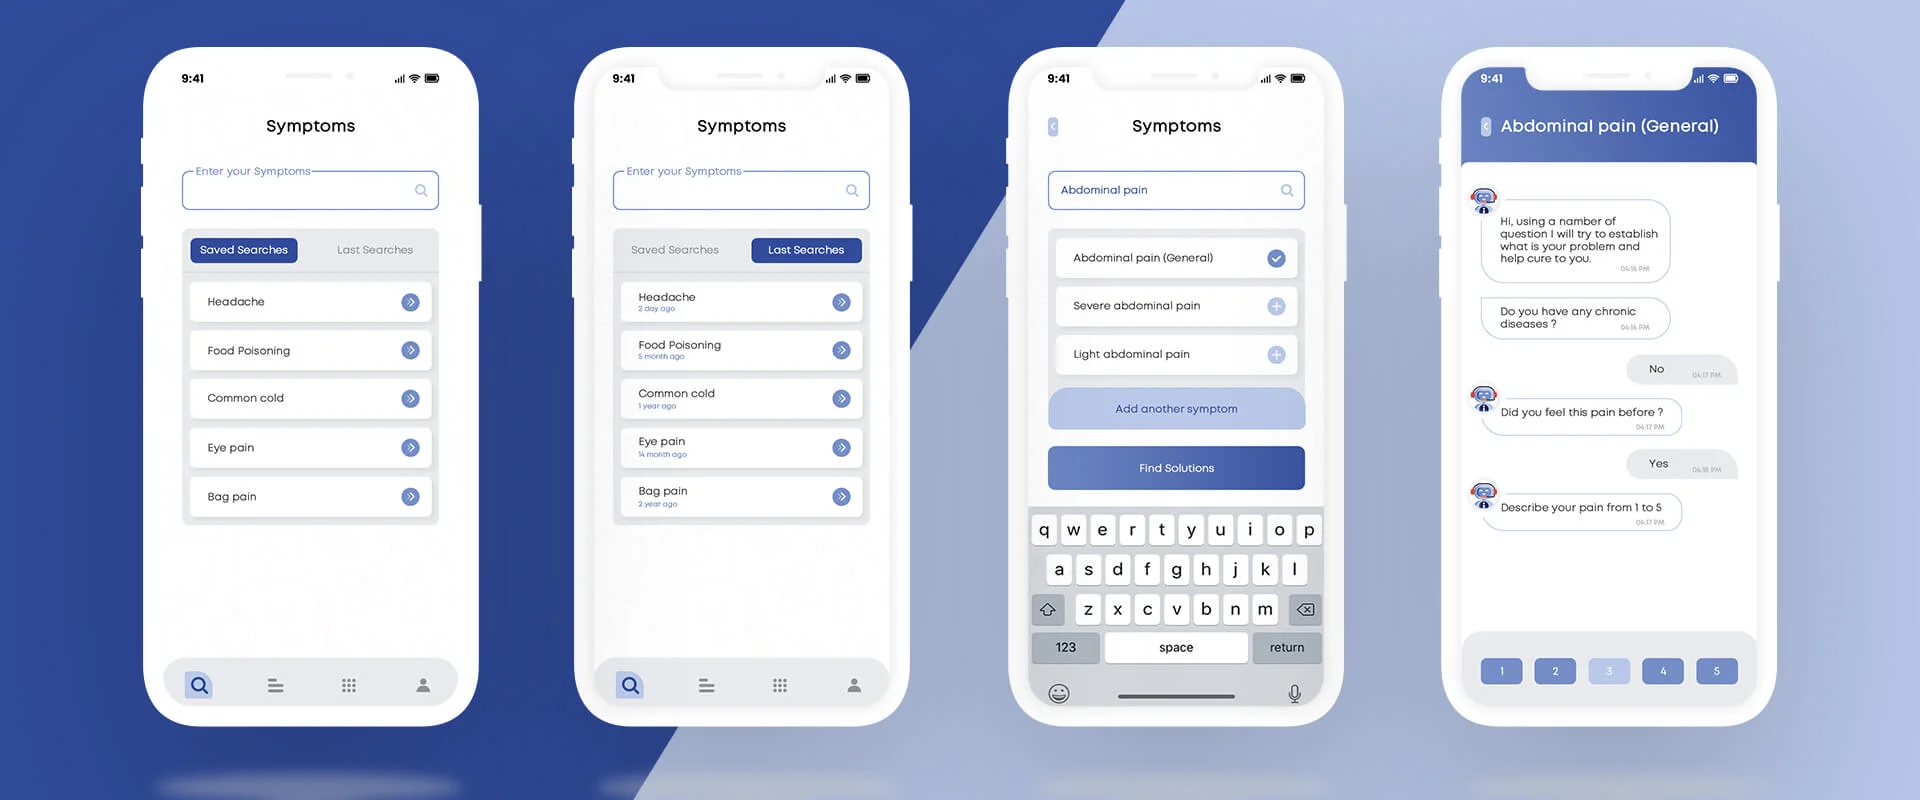 9:41
Symptoms
Enter your Symptoms
Saved Searches Last Searches
Headache
Food Poisoning
Common cold
Eye pain
Bag pain
9:41
Symptoms
Enter your Symptoms
Saved Searches Last Searches
Headache
2 day ago
Food Poisoning
5 month ago
Common cold
1 year ago
Eye pain
14 month ago
Bag pain
2 year ago
9:41
Symptoms
Abdominal pain
Abdominal pain (General)
Severe abdominal pain
Light abdominal pain
Add another symptom
Find Solutions
q w e r t y u i o p
a s d f g h j k l
z x c v b n m
123 space return
9:41
Abdominal pain (General)
Hi, using a namber of
question I will try to establish
what is your problem and
help cure to you.
04:16 PM
Do you have any chronic
diseases ?
04:16 PM
No 04:17 PM
Did you feel this pain before ?
04:17 PM
Yes 04:18 PM
Describe your pain from 1 to 5
04:17 PM
1 2 3 4 5